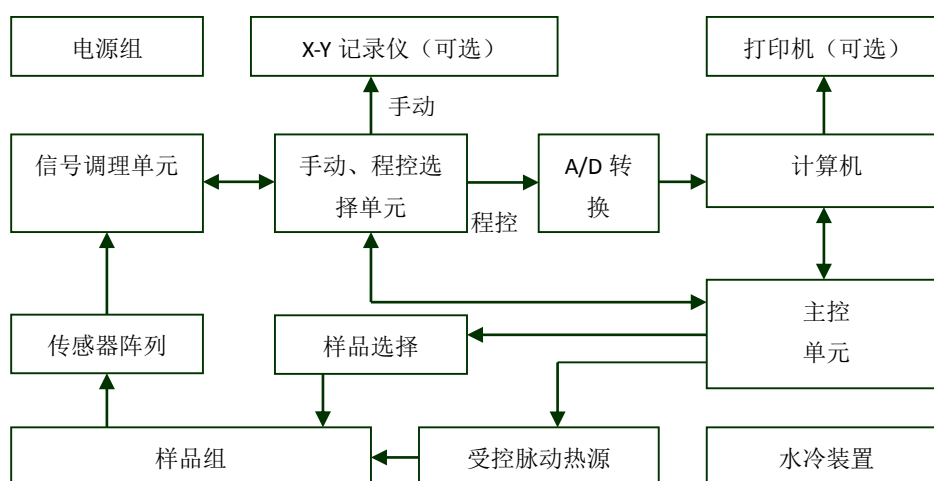 电源组
X-Y 记录仪（可选）
打印机（可选）
手动
信号调理单元
手动、程控选
择单元
程控
A/D 转
换
计算机
主控
单元
传感器阵列
样品选择
样品组
受控脉动热源
水冷装置